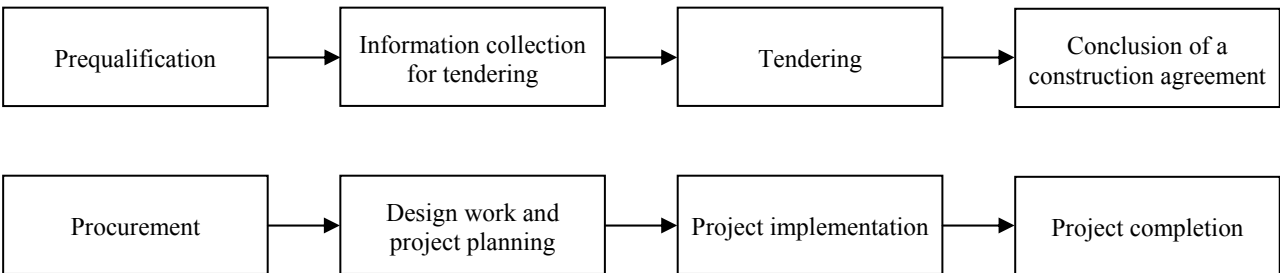 Prequalification
Information collection
for tendering
Tendering
Conclusion of a
construction agreement
Procurement
Design work and
project planning
Project implementation
Project completion